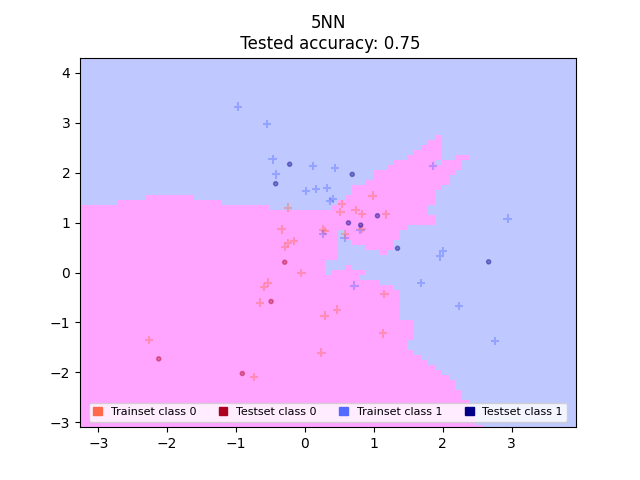 5NN
Tested accuracy: 0.75
4
3
2
1
0
−1
−2
−3
Trainset class 0 Testset class 0 Trainset class 1 Testset class 1
−3 −2 −1 0 1 2 3